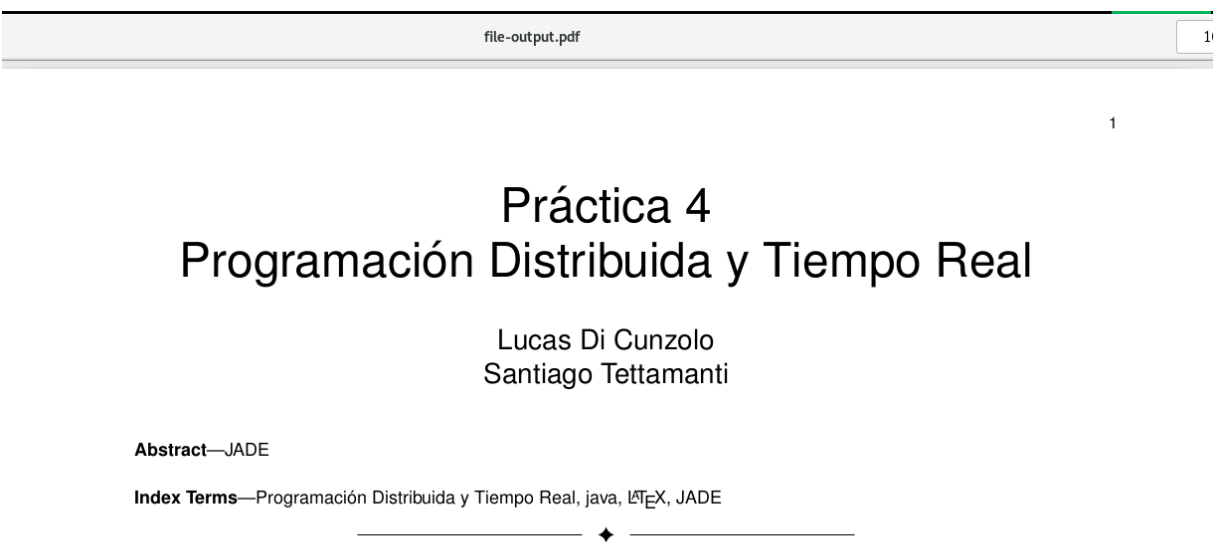 file-output.pdf
10
1
Práctica 4
Programación Distribuida y Tiempo Real
Lucas Di Cunzolo
Santiago Tettamanti
Abstract—JADE
Index Terms—Programación Distribuida y Tiempo Real, java, LATEX, JADE